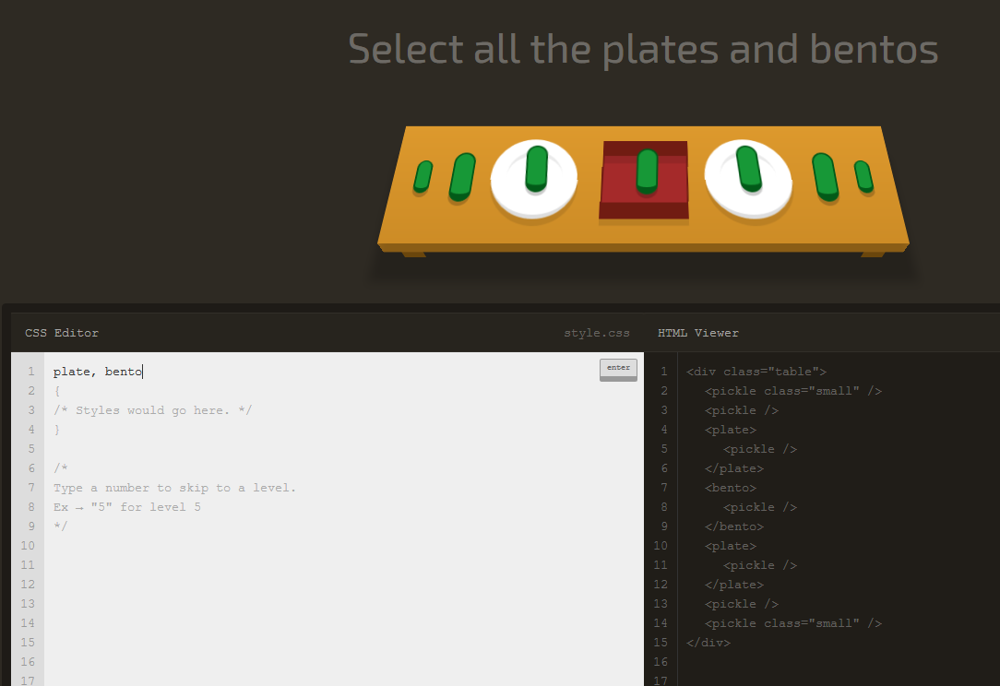 Select all the plates and bentos
CSS Editor
style.css
HTML Viewer
enter
1 plate, bento
2 {
3 /* Styles would go here. */
4 }
5
6 /*
7 Type a number to skip to a level.
8 Ex → "5" for level 5
9 */
10
11
12
13
14
15
16
17
1 <div class="table">
2 <pickle class="small" />
3 <pickle />
4 <plate>
5 <pickle />
6 </plate>
7 <bento>
8 <pickle />
9 </bento>
10 <plate>
11 <pickle />
12 </plate>
13 <pickle />
14 <pickle class="small" />
15 </div>
16
17